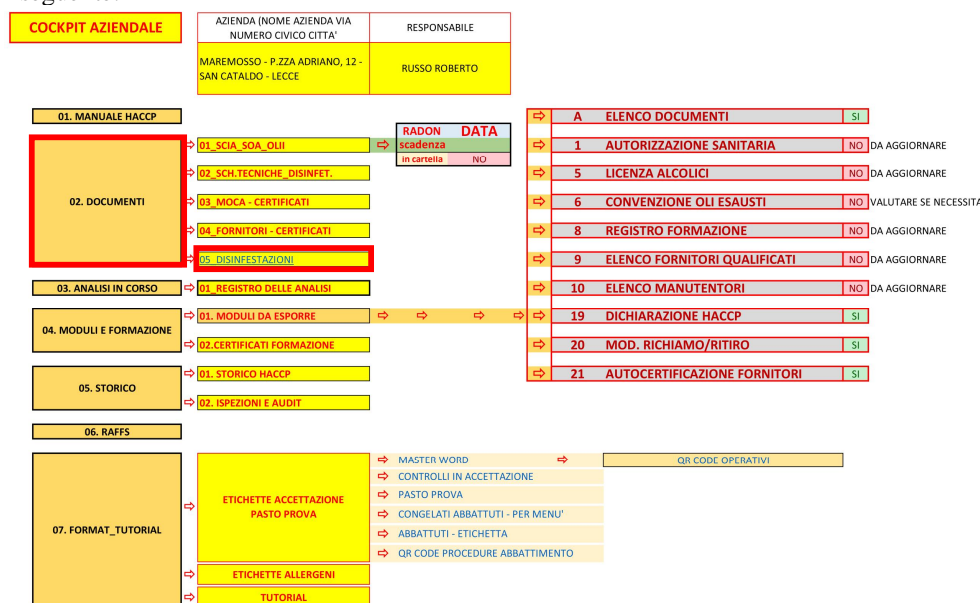 COCKPIT AZIENDALE
AZIENDA (NOME AZIENDA VIA
NUMERO CIVICO CITTA'
RESPONSABILE
MAREMOSSO - P.ZZA ADRIANO, 12 -
SAN CATALDO - LECCE
RUSSO ROBERTO
01. MANUALE HACCP
A ELENCO DOCUMENTI SI
RADON DATA
scadenza
in cartella NO
02. DOCUMENTI
01_SCIA_SOA_OLII
1 AUTORIZZAZIONE SANITARIA NO DA AGGIORNARE
02_SCH.TECNICHE_DISINFET.
5 LICENZA ALCOLICI NO DA AGGIORNARE
03_MOCA - CERTIFICATI
6 CONVENZIONE OLI ESAUSTI NO VALUTARE SE NECESSITA
04_FORNITORI - CERTIFICATI
8 REGISTRO FORMAZIONE NO DA AGGIORNARE
05_DISINFESTAZIONI
9 ELENCO FORNITORI QUALIFICATI NO DA AGGIORNARE
03. ANALISI IN CORSO
01_REGISTRO DELLE ANALISI
10 ELENCO MANUTENTORI NO DA AGGIORNARE
04. MODULI E FORMAZIONE
01. MODULI DA ESPORRE
19 DICHIARAZIONE HACCP SI
02.CERTIFICATI FORMAZIONE
20 MOD. RICHIAMO/RITIRO SI
05. STORICO
01. STORICO HACCP
21 AUTOCERTIFICAZIONE FORNITORI SI
02. ISPEZIONI E AUDIT
06. RAFFS
07. FORMAT_TUTORIAL
ETICHETTE ACCETTAZIONE
PASTO PROVA
MASTER WORD
QR CODE OPERATIVI
CONTROLLI IN ACCETTAZIONE
PASTO PROVA
CONGELATI ABBATTUTI - PER MENU'
ABBATTUTI - ETICHETTA
QR CODE PROCEDURE ABBATTIMENTO
ETICHETTE ALLERGENI
TUTORIAL